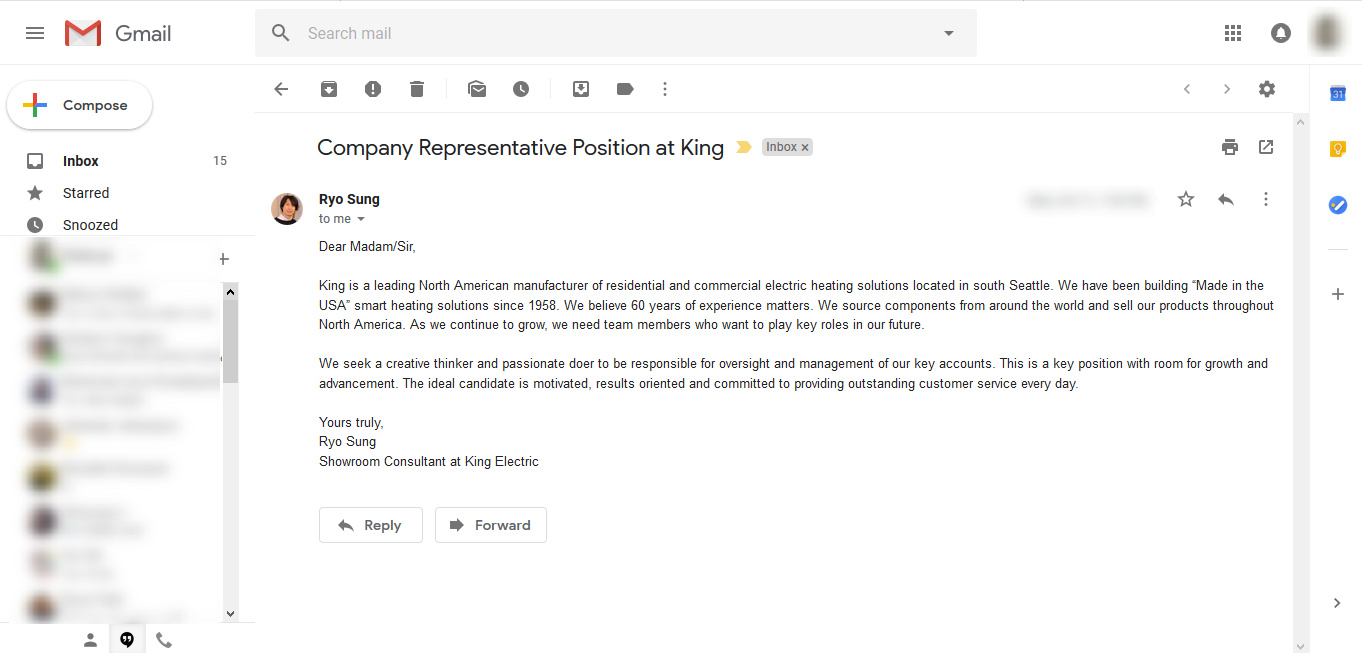 Gmail
Search mail
Compose
Inbox 15
Starred
Snoozed
Company Representative Position at King Inbox ×
Ryo Sung
to me
Dear Madam/Sir,
King is a leading North American manufacturer of residential and commercial electric heating solutions located in south Seattle. We have been building “Made in the
USA” smart heating solutions since 1958. We believe 60 years of experience matters. We source components from around the world and sell our products throughout
North America. As we continue to grow, we need team members who want to play key roles in our future.
We seek a creative thinker and passionate doer to be responsible for oversight and management of our key accounts. This is a key position with room for growth and
advancement. The ideal candidate is motivated, results oriented and committed to providing outstanding customer service every day.
Yours truly,
Ryo Sung
Showroom Consultant at King Electric
Reply Forward
31